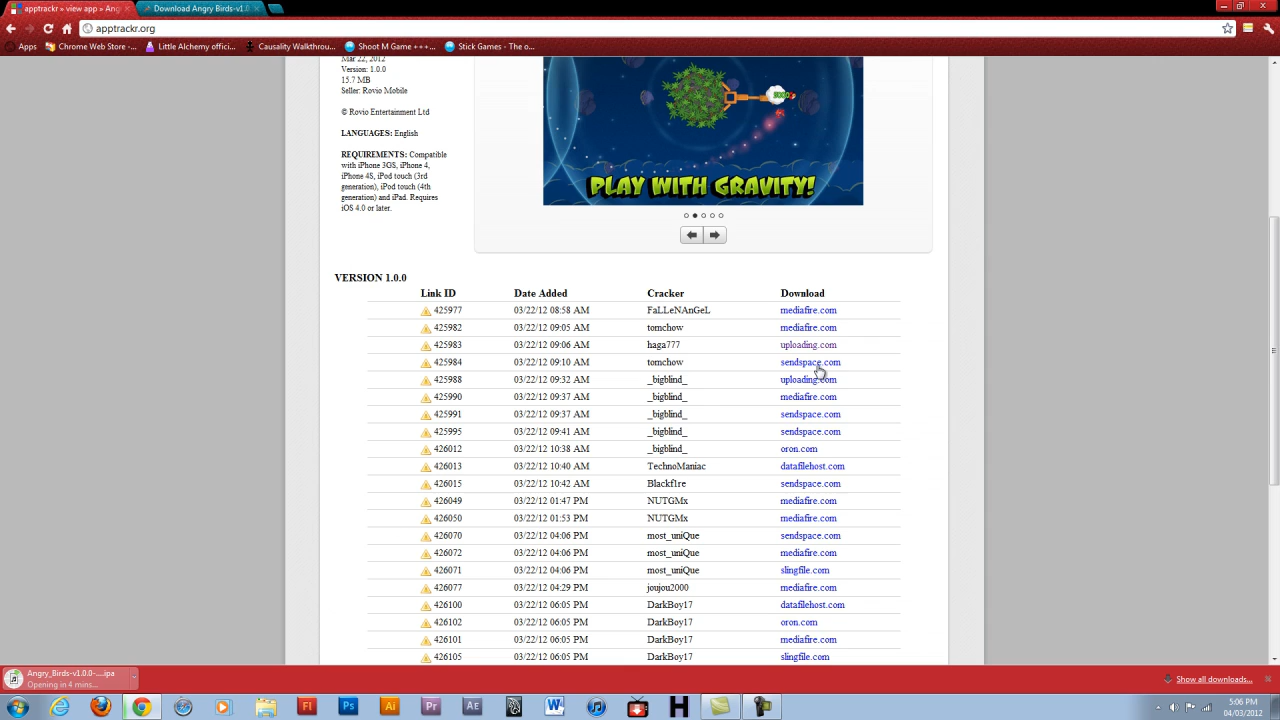 apptrackr » view app » Ang
Download Angry Birds-v1.0
apptrackr.org
Apps
Chrome Web Store -...
Little Alchemy offici...
Causality Walkthrou...
Shoot M Game +++...
Stick Games - The o...
Mar 22, 2012
Version: 1.0.0
15.7 MB
Seller: Rovio Mobile
© Rovio Entertainment Ltd
LANGUAGES: English
REQUIREMENTS: Compatible
with iPhone 3GS, iPhone 4,
iPhone 4S, iPod touch (3rd
generation), iPod touch (4th
generation) and iPad. Requires
iOS 4.0 or later.
PLAY WITH GRAVITY!
VERSION 1.0.0
Link ID Date Added Cracker Download
425977 03/22/12 08:58 AM FaLLeNAnGeL mediafire.com
425982 03/22/12 09:05 AM tomchow mediafire.com
425983 03/22/12 09:06 AM haga777 uploading.com
425984 03/22/12 09:10 AM tomchow sendspace.com
425988 03/22/12 09:32 AM _bigblind_ uploading.com
425990 03/22/12 09:37 AM _bigblind_ mediafire.com
425991 03/22/12 09:37 AM _bigblind_ sendspace.com
425995 03/22/12 09:41 AM _bigblind_ sendspace.com
426012 03/22/12 10:38 AM _bigblind_ oron.com
426013 03/22/12 10:40 AM TechnoManiac datafilehost.com
426015 03/22/12 10:42 AM Blackf1re sendspace.com
426049 03/22/12 01:47 PM NUTGMx mediafire.com
426050 03/22/12 01:53 PM NUTGMx mediafire.com
426070 03/22/12 04:06 PM most_uniQue sendspace.com
426072 03/22/12 04:06 PM most_uniQue mediafire.com
426071 03/22/12 04:06 PM most_uniQue slingfile.com
426077 03/22/12 04:29 PM joujou2000 mediafire.com
426100 03/22/12 06:05 PM DarkBoy17 datafilehost.com
426102 03/22/12 06:05 PM DarkBoy17 oron.com
426101 03/22/12 06:05 PM DarkBoy17 mediafire.com
426105 03/22/12 06:05 PM DarkBoy17 slingfile.com
Angry_Birds-v1.0.0-....ipa
Opening in 4 mins...
Show all downloads...
Fl Ps Ai Pr Ae W H
5:06 PM
04/03/2012